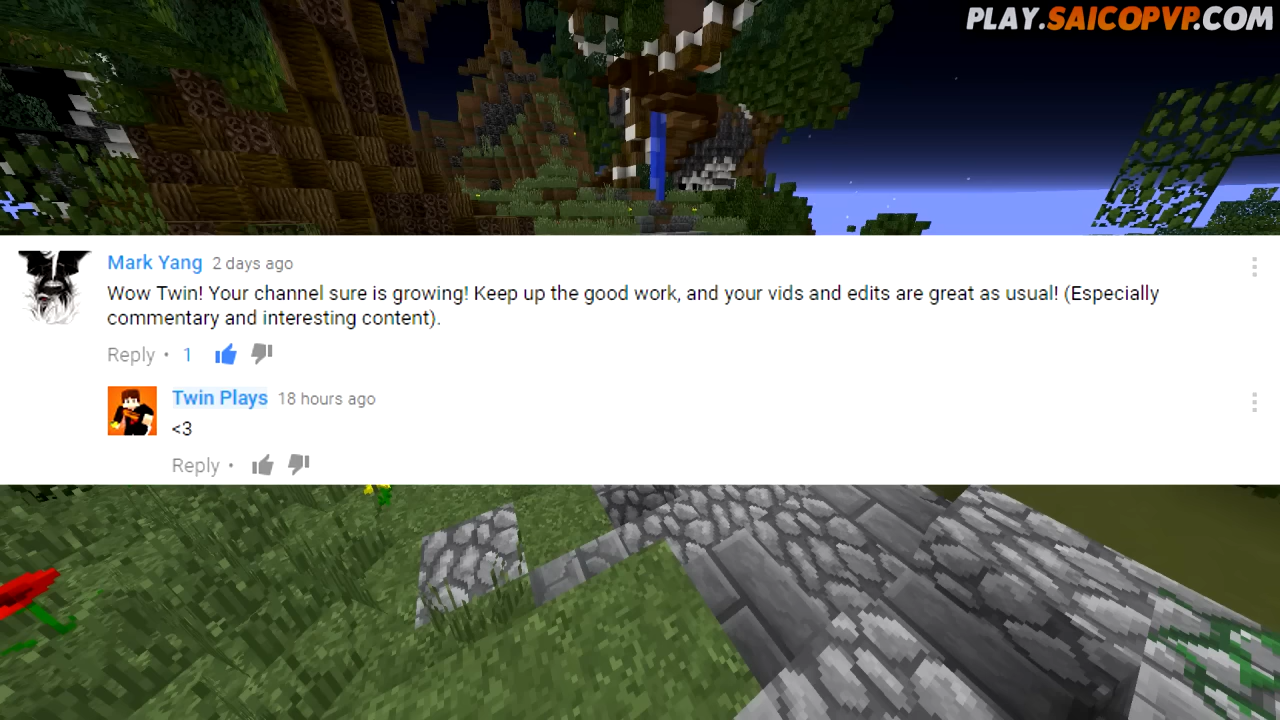 PLAY.SAICOPVP.COM
Mark Yang 2 days ago
Wow Twin! Your channel sure is growing! Keep up the good work, and your vids and edits are great as usual! (Especially
commentary and interesting content).
Reply • 1
Twin Plays 18 hours ago
<3
Reply •